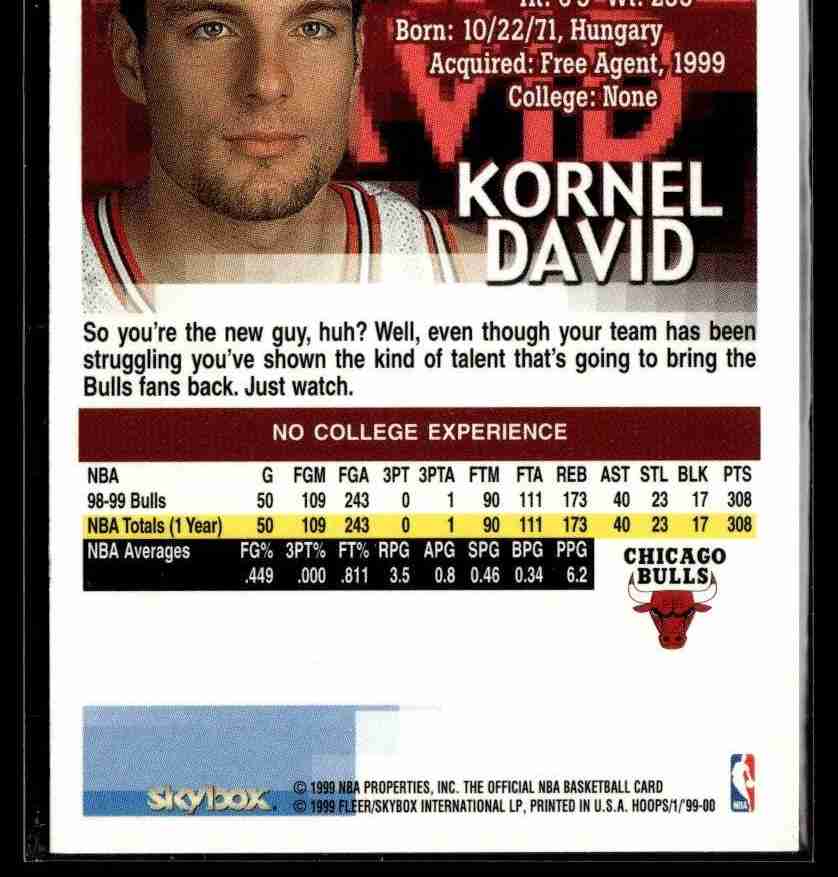 Born: 10/22/71, Hungary
Acquired: Free Agent, 1999
College: None
KORNEL
DAVID
So you're the new guy, huh? Well, even though your team has been
struggling you've shown the kind of talent that's going to bring the
Bulls fans back. Just watch.
NO COLLEGE EXPERIENCE
NBA G FGM FGA 3PT 3PTA FTM FTA REB AST STL BLK PTS
98-99 Bulls 50 109 243 0 1 90 111 173 40 23 17 308
NBA Totals (1 Year) 50 109 243 0 1 90 111 173 40 23 17 308
NBA Averages FG% 3PT% FT% RPG APG SPG BPG PPG
.449 .000 .811 3.5 0.8 0.46 0.34 6.2
CHICAGO
BULLS
skybox.
© 1999 NBA PROPERTIES, INC. THE OFFICIAL NBA BASKETBALL CARD
© 1999 FLEER/SKYBOX INTERNATIONAL LP, PRINTED IN U.S.A. HOOPS/1/'99-00
NBA